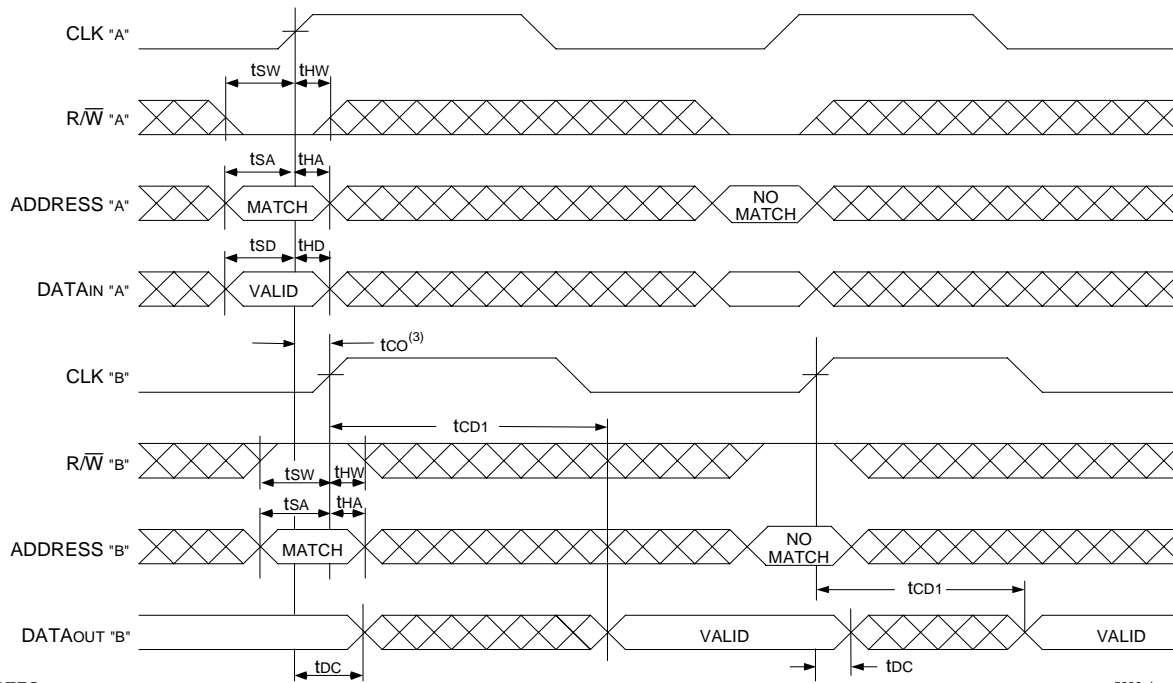 CLK "A"
tSW tHW
R/W̅ "A"
tSA tHA
ADDRESS "A" MATCH NO MATCH
tSD tHD
DATAIN "A" VALID
tCO(3)
CLK "B"
tCD1
R/W̅ "B"
tSW tHW
tSA tHA
ADDRESS "B" MATCH NO MATCH
tCD1
DATAOUT "B" VALID VALID
tDC tDC